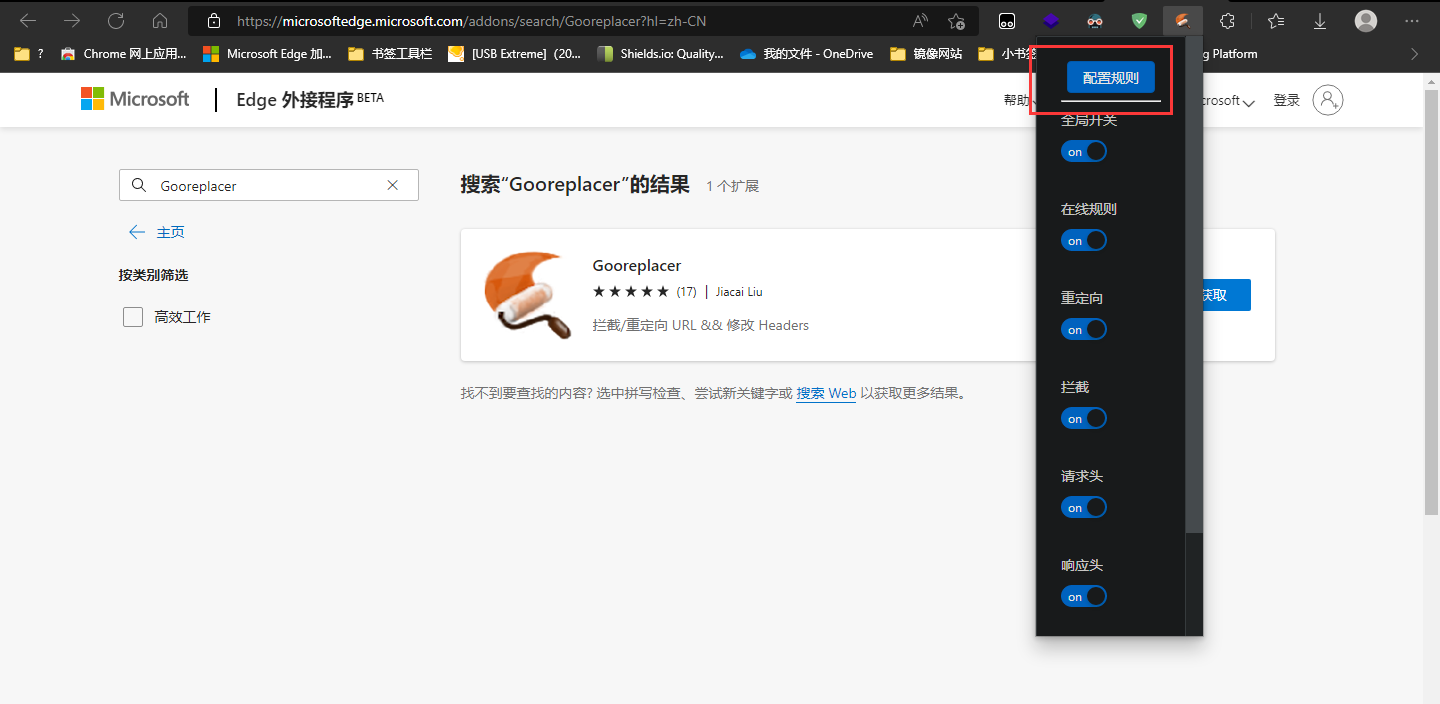 https://microsoftedge.microsoft.com/addons/search/Gooreplacer?hl=zh-CN
? Chrome 网上应用... Microsoft Edge 加... 书签工具栏 [USB Extreme]（20... Shields.io: Quality... 我的文件 - OneDrive 镜像网站 小书签 g Platform
Microsoft Edge 外接程序 BETA 帮助 crosoft 登录
Gooreplacer
主页
按类别筛选
高效工作
搜索“Gooreplacer”的结果 1 个扩展
Gooreplacer
(17) Jiacai Liu
拦截/重定向 URL && 修改 Headers
获取
找不到要查找的内容? 选中拼写检查、尝试新关键字或 搜索 Web 以获取更多结果。
配置规则
全局开关
on
在线规则
on
重定向
on
拦截
on
请求头
on
响应头
on